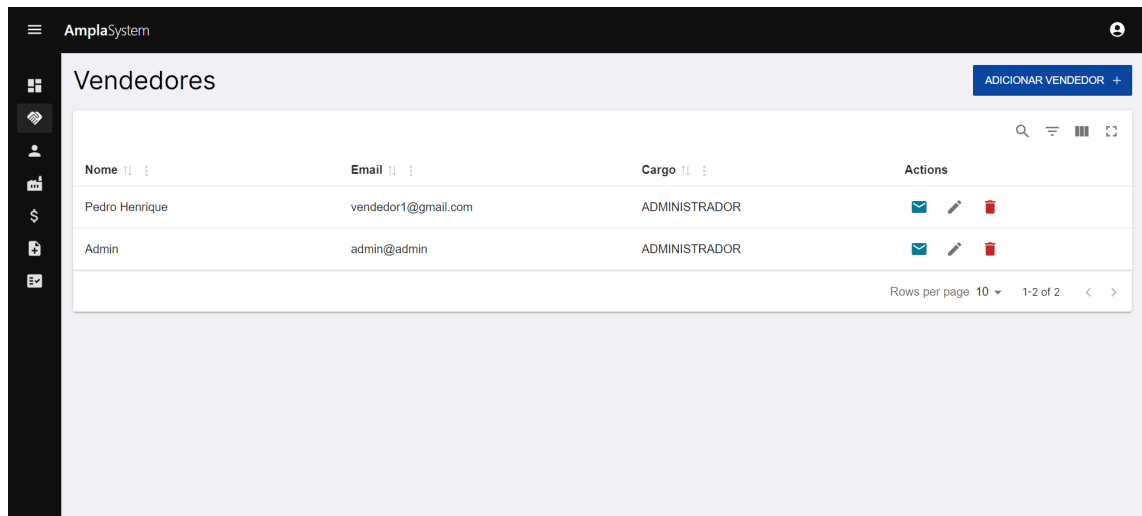 AmplaSystem
Vendedores
ADICIONAR VENDEDOR +
Nome Email Cargo Actions
Pedro Henrique vendedor1@gmail.com ADMINISTRADOR
Admin admin@admin ADMINISTRADOR
Rows per page 10 1-2 of 2